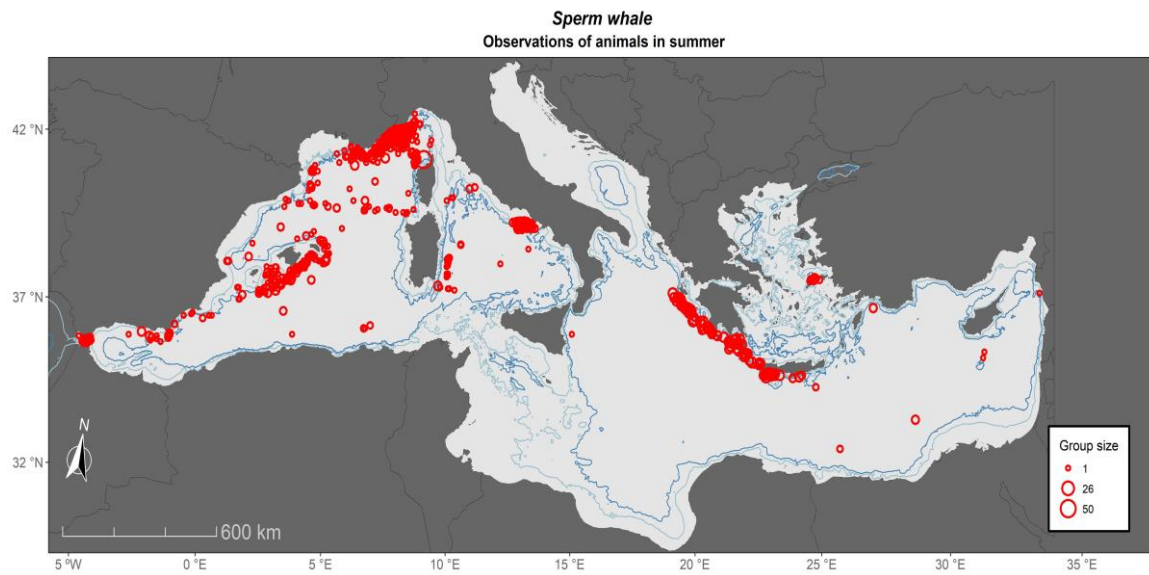 Sperm whale
Observations of animals in summer
42 °N
37 °N
32 °N
N
600 km
Group size
1
26
50
5 °W
0 °E
5 °E
10 °E
15 °E
20 °E
25 °E
30 °E
35 °E